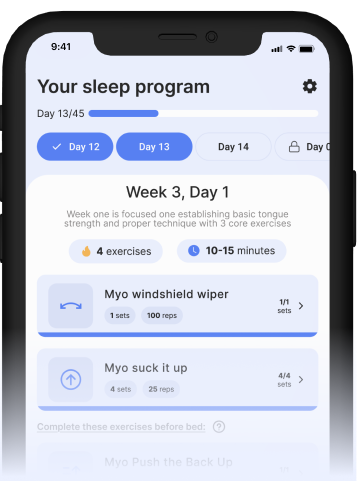 9:41
Your sleep program
Day 13/45
Day 12
Day 13
Day 14
Week 3, Day 1
Week one is focused one establishing basic tongue
strength and proper technique with 3 core exercises
4 exercises
10-15 minutes
Myo windshield wiper
1 sets
100 reps
1/1
sets
Myo suck it up
4 sets
25 reps
4/4
sets
Complete these exercises before bed:
Myo Push the Back Up